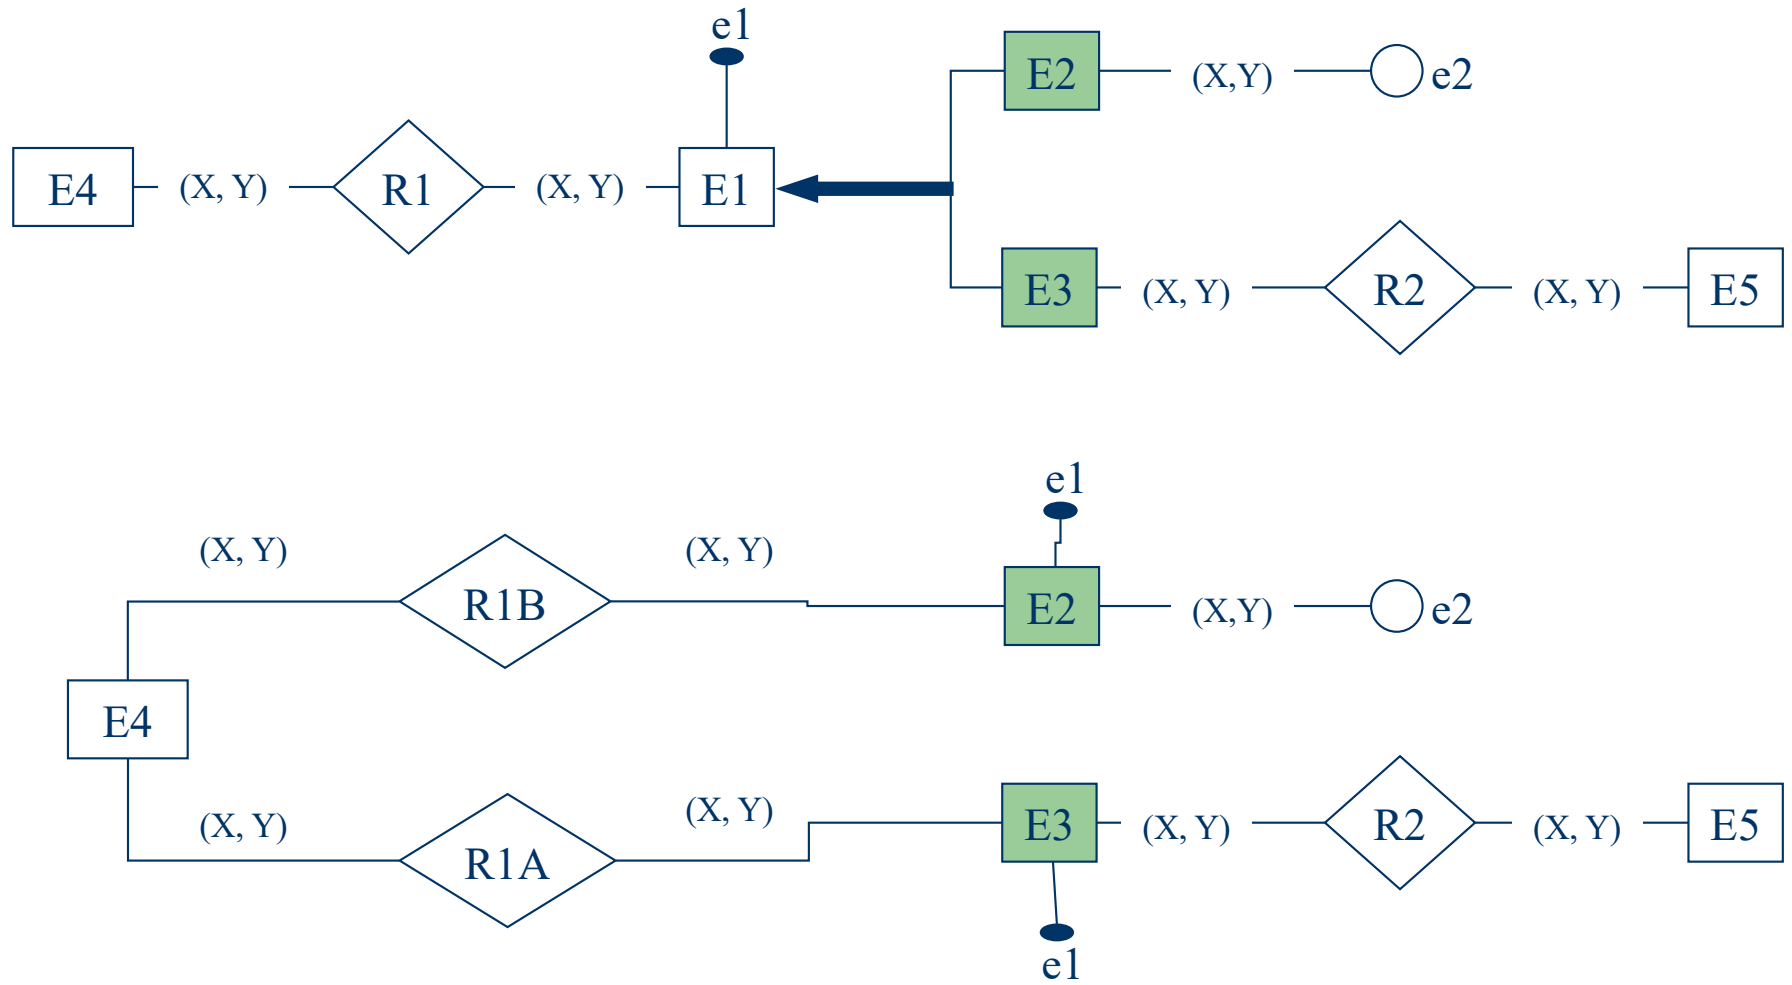 e1
E2 (X,Y) e2
E4 (X, Y) R1 (X, Y) E1
E3 (X, Y) R2 (X, Y) E5
e1
(X, Y) (X, Y)
R1B E2 (X,Y) e2
E4
(X, Y) (X, Y) E3 (X, Y) R2 (X, Y) E5
R1A
e1